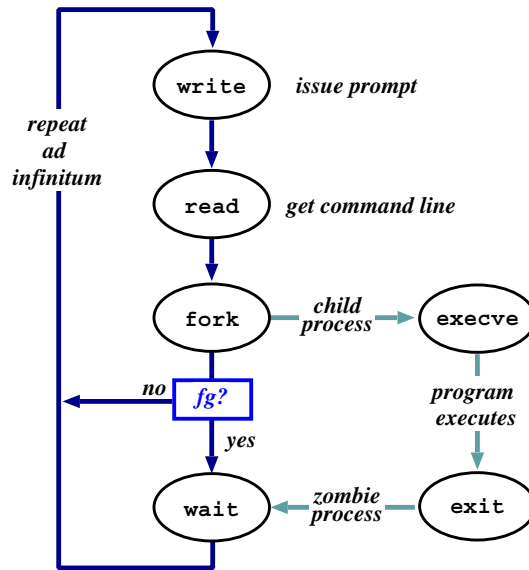 write
issue prompt
repeat
ad
infinitum
read
get command line
fork
child
process
execve
no
fg?
program
executes
yes
wait
zombie
process
exit